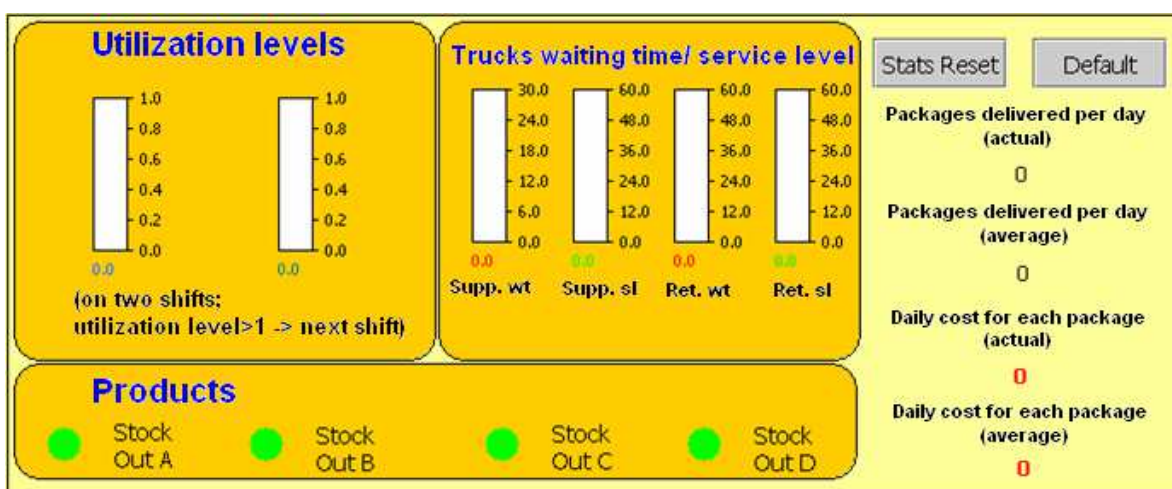 Utilization levels
1.0
0.8
0.6
0.4
0.2
0.0
0.0
1.0
0.8
0.6
0.4
0.2
0.0
0.0
(on two shifts;
utilization level>1 -> next shift)
Trucks waiting time/ service level
30.0
24.0
18.0
12.0
6.0
0.0
0.0
Supp. wt
60.0
48.0
36.0
24.0
12.0
0.0
0.0
Supp. sl
60.0
48.0
36.0
24.0
12.0
0.0
0.0
Ret. wt
60.0
48.0
36.0
24.0
12.0
0.0
0.0
Ret. sl
Stats Reset
Default
Packages delivered per day
(actual)
0
Packages delivered per day
(average)
0
Daily cost for each package
(actual)
0
Daily cost for each package
(average)
0
Products
Stock
Out A
Stock
Out B
Stock
Out C
Stock
Out D